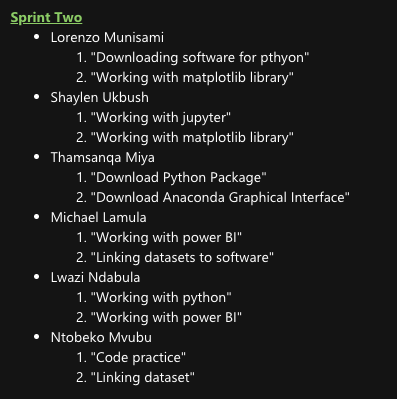 Sprint Two
• Lorenzo Munisami
1. "Downloading software for pthyon"
2. "Working with matplotlib library"
• Shaylen Ukbush
1. "Working with jupyter"
2. "Working with matplotlib library"
• Thamsanqa Miya
1. "Download Python Package"
2. "Download Anaconda Graphical Interface"
• Michael Lamula
1. "Working with power BI"
2. "Linking datasets to software"
• Lwazi Ndabula
1. "Working with python"
2. "Working with power BI"
• Ntobeko Mvubu
1. "Code practice"
2. "Linking dataset"